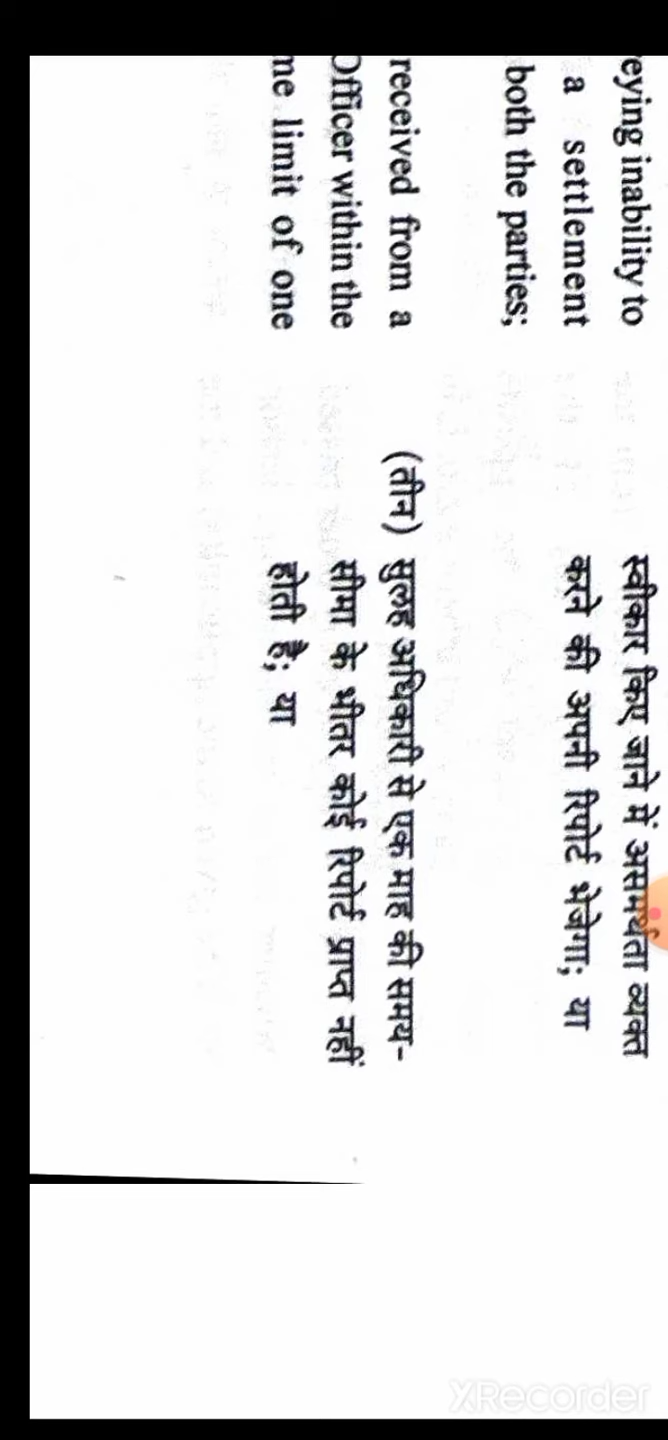 eying inability to
a settlement
both the parties;
received from a
Officer within the
me limit of one
स्वीकार किए जाने में असमर्थता व्यक्त
करने की अपनी रिपोर्ट भेजेगा; या
(तीन) सुलह अधिकारी से एक माह की समय-
सीमा के भीतर कोई रिपोर्ट प्राप्त नहीं
होती है; या
XRecorder